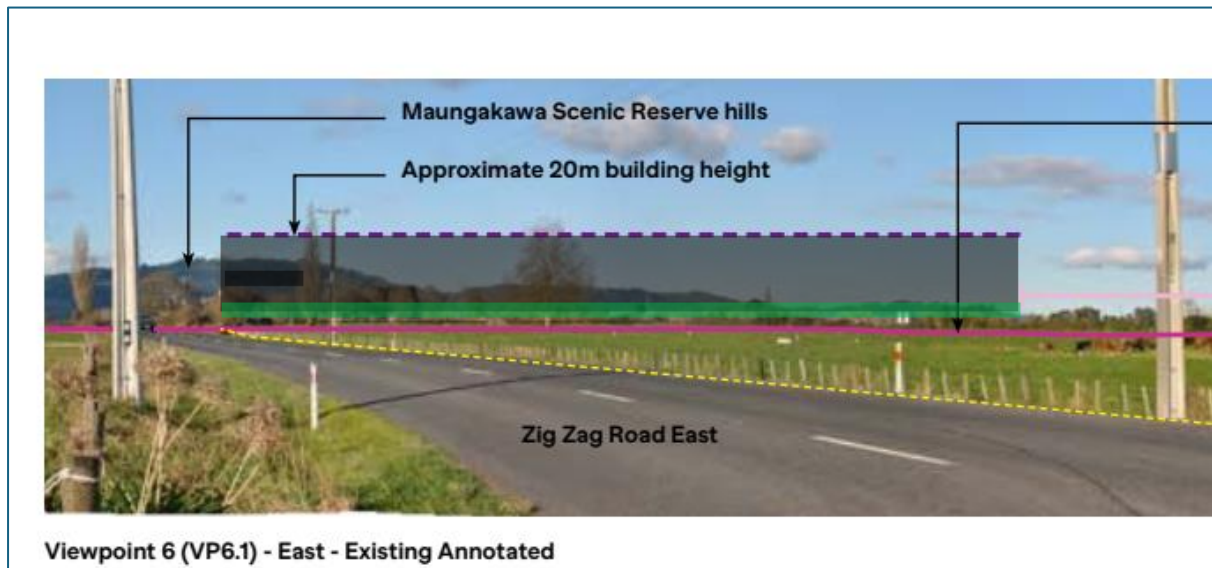 Maungakawa Scenic Reserve hills
Approximate 20m building height
Zig Zag Road East
Viewpoint 6 (VP6.1) - East - Existing Annotated